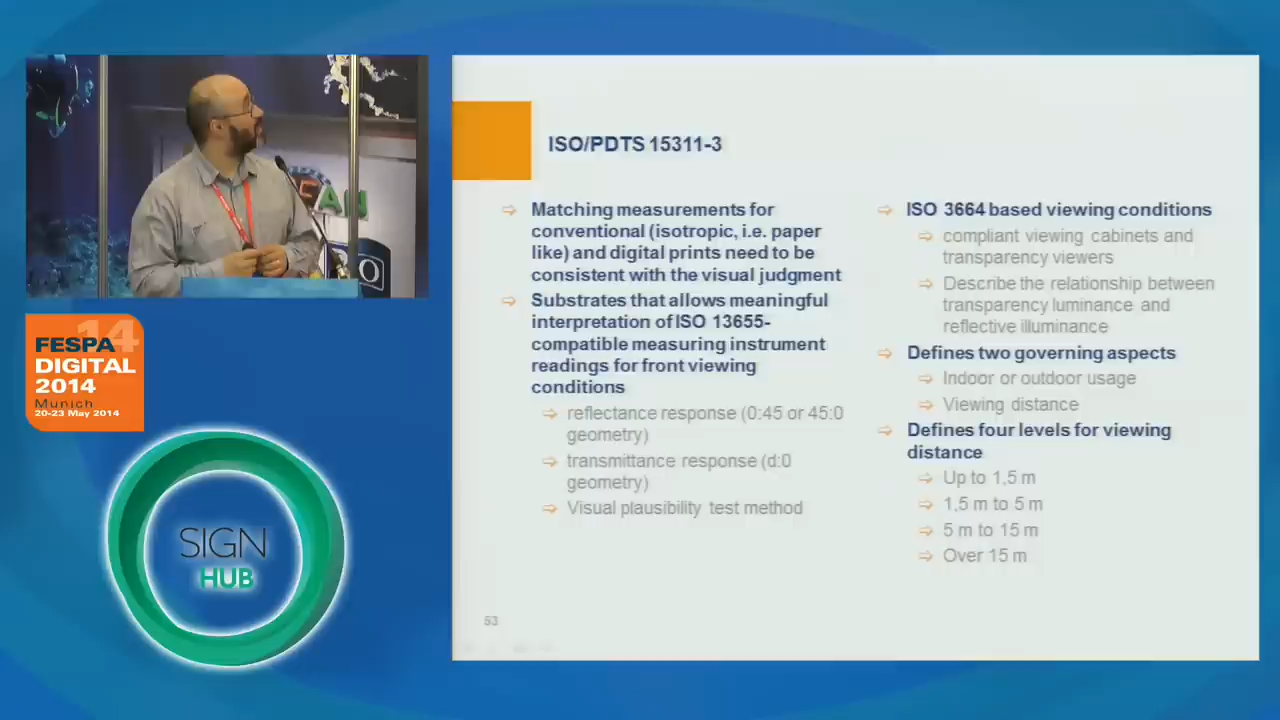 ISO/PDTS 15311-3
Matching measurements for
conventional (isotropic, i.e. paper
like) and digital prints need to be
consistent with the visual judgment
Substrates that allows meaningful
interpretation of ISO 13655-
compatible measuring instrument
readings for front viewing
conditions
reflectance response (0:45 or 45:0
geometry)
transmittance response (d:0
geometry)
Visual plausibility test method
ISO 3664 based viewing conditions
compliant viewing cabinets and
transparency viewers
Describe the relationship between
transparency luminance and
reflective illuminance
Defines two governing aspects
Indoor or outdoor usage
Viewing distance
Defines four levels for viewing
distance
Up to 1,5 m
1,5 m to 5 m
5 m to 15 m
Over 15 m
53
14
FESPA
DIGITAL
2014
Munich
20-23 May 2014
SIGN
HUB